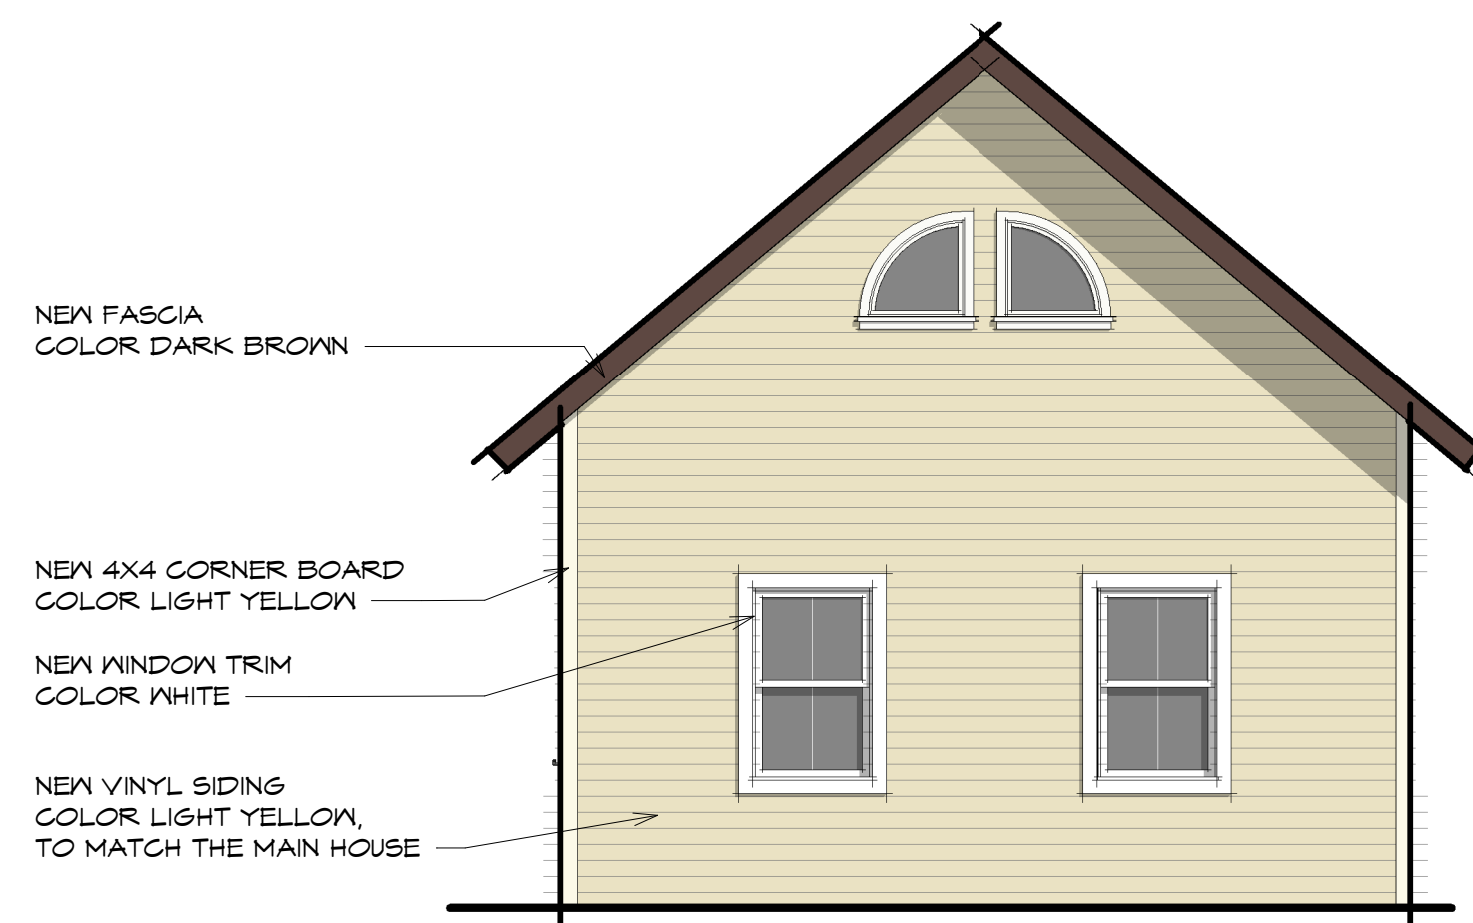 NEW FASCIA
COLOR DARK BROWN
NEW 4X4 CORNER BOARD
COLOR LIGHT YELLOW
NEW WINDOW TRIM
COLOR WHITE
NEW VINYL SIDING
COLOR LIGHT YELLOW,
TO MATCH THE MAIN HOUSE